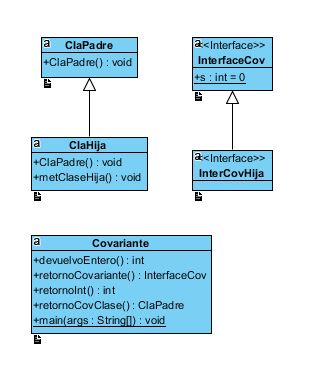 a
ClaPadre
+ClaPadre() : void
a
<<Interface>>
InterfaceCov
+s : int = 0
a
ClaHija
+ClaPadre() : void
+metClaseHija() : void
a
<<Interface>>
InterCovHija
a
Covariante
+devuelvoEntero() : int
+retornoCovariante() : InterfaceCov
+retornoInt() : int
+retornoCovClase() : ClaPadre
+main(args : String[]) : void